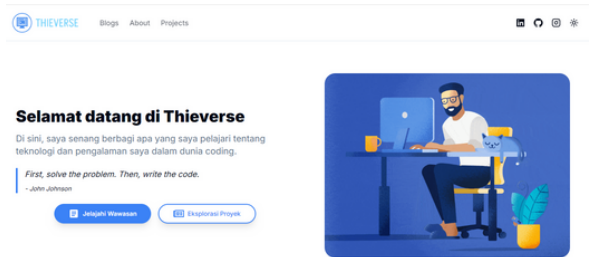 THIEVERSE Blogs About Projects
Selamat datang di Thieverse
Di sini, saya senang berbagi apa yang saya pelajari tentang
teknologi dan pengalaman saya dalam dunia coding.
First, solve the problem. Then, write the code.
- John Johnson
Jelajahi Wawasan Eksplorasi Proyek